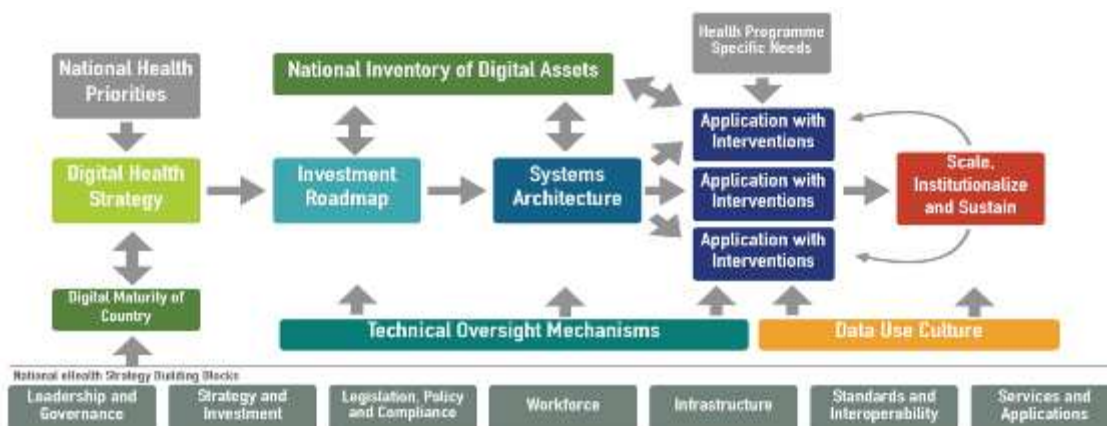 Health Programme
Specific Needs
National Health
Priorities
National Inventory of Digital Assets
Application with
Interventions
Digital Health
Strategy
Investment
Roadmap
Systems
Architecture
Application with
Interventions
Scale,
Institutionalize
and Sustain
Application with
Interventions
Digital Maturity of
Country
Technical Oversight Mechanisms
Data Use Culture
National eHealth Strategy Building Blocks
Leadership and
Governance
Strategy and
Investment
Legislation, Policy
and Compliance
Workforce
Infrastructure
Standards and
Interoperability
Services and
Applications